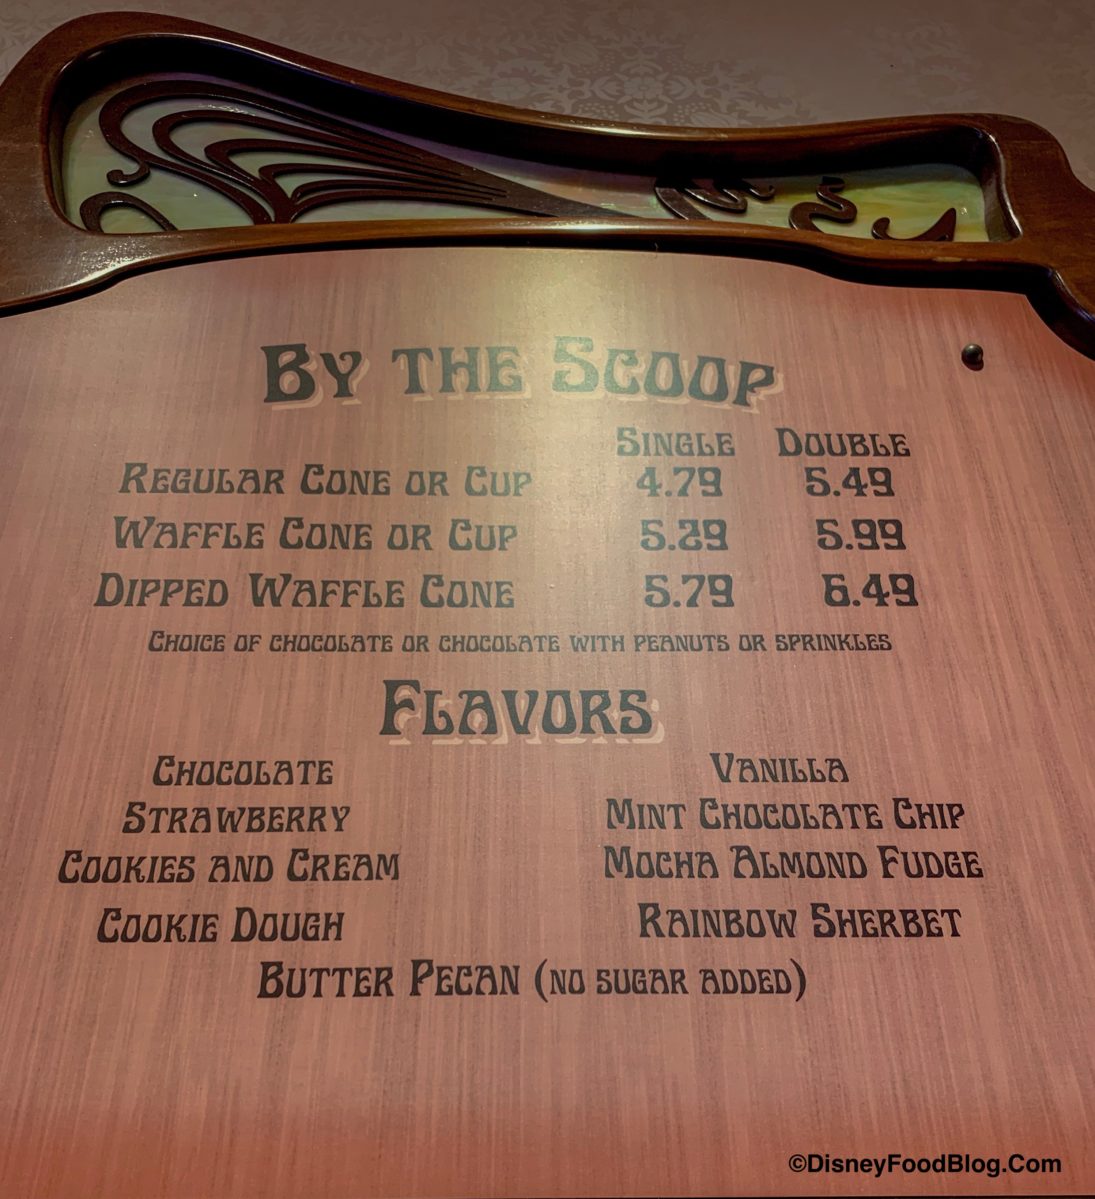 By the Scoop
Single Double
Regular Cone or Cup 4.79 5.49
Waffle Cone or Cup 5.29 5.99
Dipped Waffle Cone 5.79 6.49
Choice of chocolate or chocolate with peanuts or sprinkles
Flavors
Chocolate Vanilla
Strawberry Mint Chocolate Chip
Cookies and Cream Mocha Almond Fudge
Cookie Dough Rainbow Sherbet
Butter Pecan (no sugar added)
©DisneyFoodBlog.Com